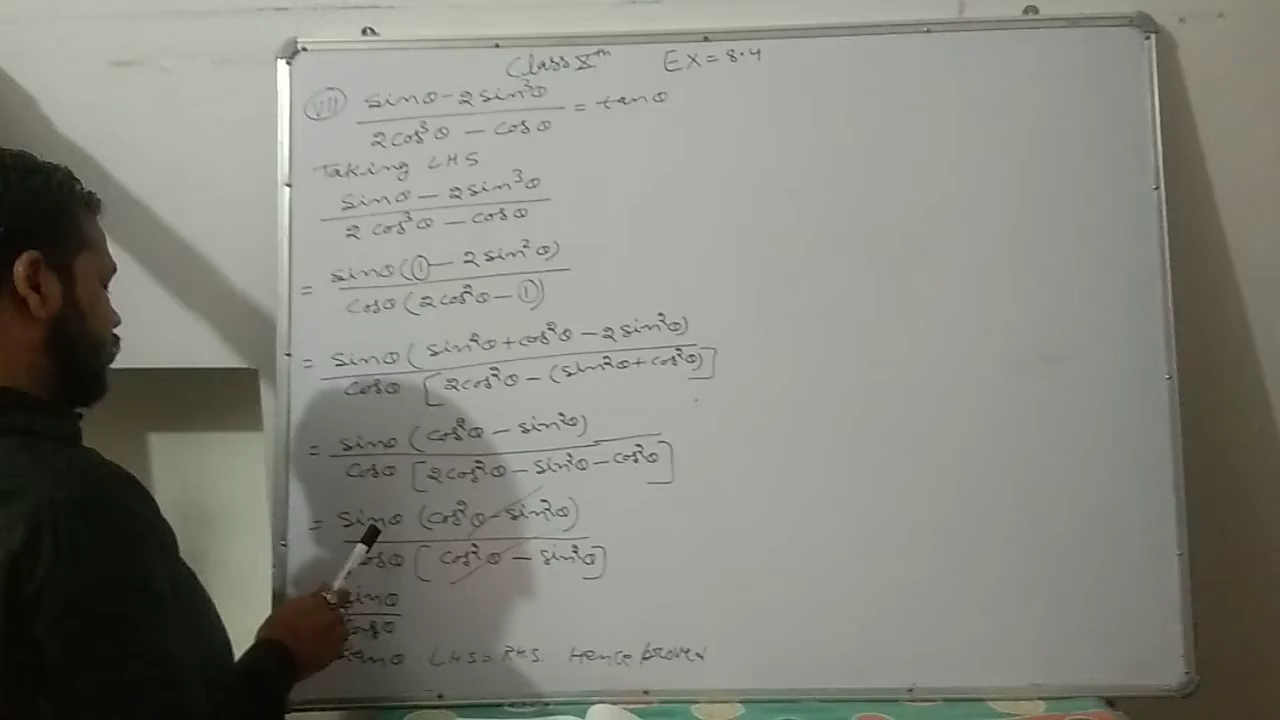 Class Xth Ex = 8.4
(VII) sinθ - 2sin³θ / 2cos³θ - cosθ = tanθ
Taking LHS
sinθ - 2sin³θ / 2cos³θ - cosθ
= sinθ(1 - 2sin²θ) / cosθ(2cos²θ - 1)
= sinθ(sin²θ + cos²θ - 2sin²θ) / cosθ[2cos²θ - (sin²θ + cos²θ)]
= sinθ(cos²θ - sin²θ) / cosθ[2cos²θ - sin²θ - cos²θ]
= sinθ(cos²θ - sin²θ) / cosθ[cos²θ - sin²θ]
sinθ / cosθ
tanθ LHS = RHS. Hence proved